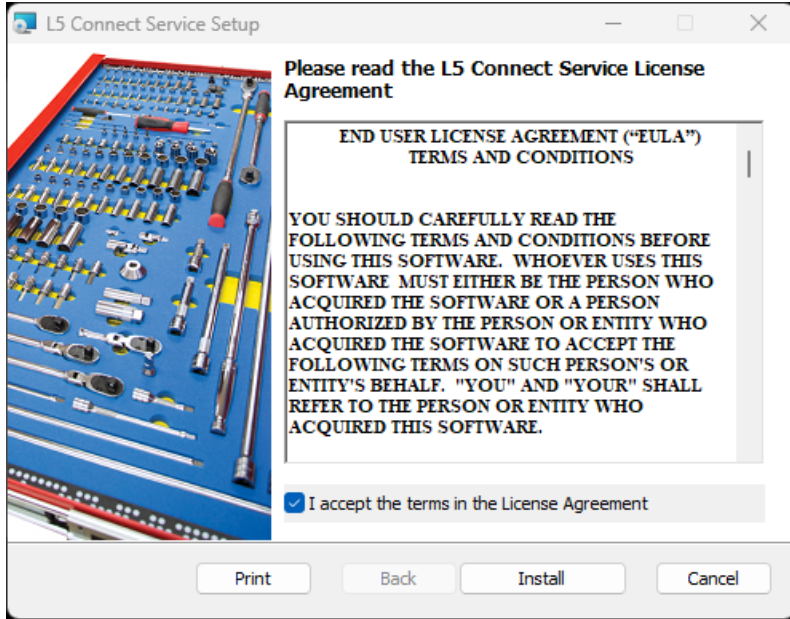 L5 Connect Service Setup
Please read the L5 Connect Service License
Agreement
END USER LICENSE AGREEMENT (“EULA”)
TERMS AND CONDITIONS
YOU SHOULD CAREFULLY READ THE
FOLLOWING TERMS AND CONDITIONS BEFORE
USING THIS SOFTWARE.  WHOEVER USES THIS
SOFTWARE  MUST EITHER BE THE PERSON WHO
ACQUIRED THE SOFTWARE OR A PERSON
AUTHORIZED BY THE PERSON OR ENTITY WHO
ACQUIRED THE SOFTWARE TO ACCEPT THE
FOLLOWING TERMS ON SUCH PERSON'S OR
ENTITY'S BEHALF.  "YOU" AND "YOUR" SHALL
REFER TO THE PERSON OR ENTITY WHO
ACQUIRED THIS SOFTWARE.
I accept the terms in the License Agreement
Print Back Install Cancel